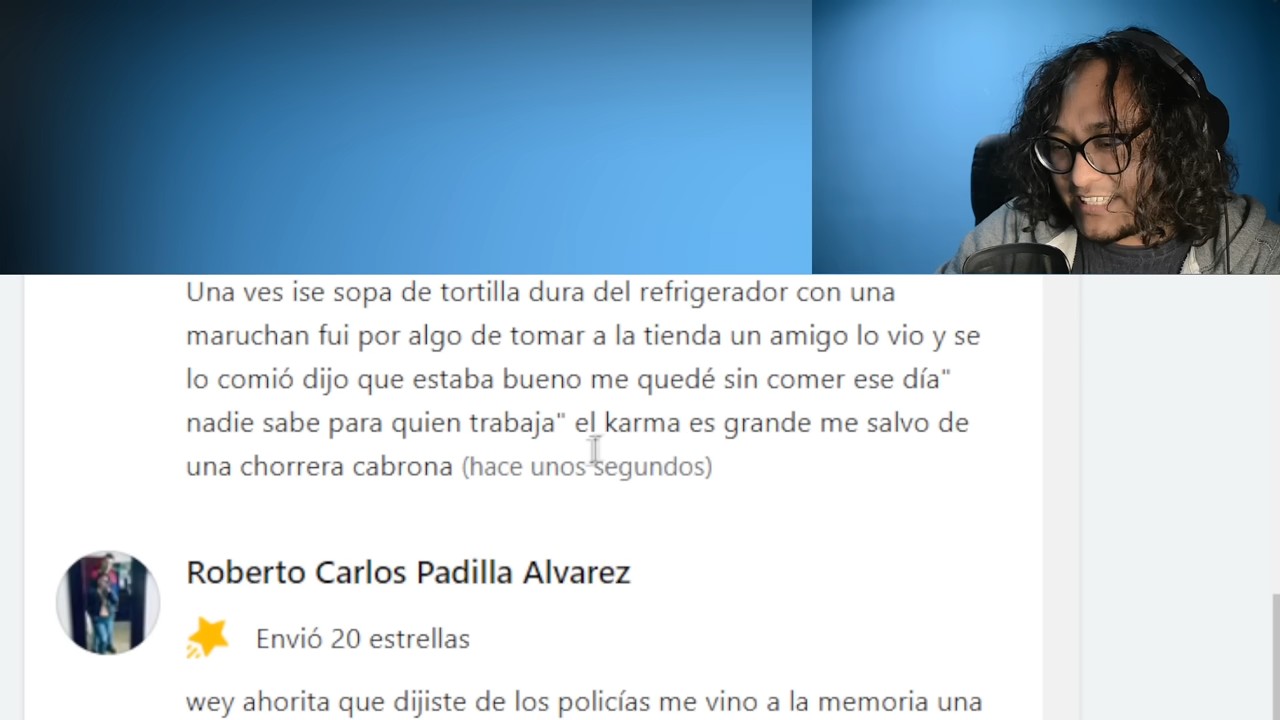 Una ves ise sopa de tortilla dura del refrigerador con una
maruchan fui por algo de tomar a la tienda un amigo lo vio y se
lo comió dijo que estaba bueno me quedé sin comer ese día"
nadie sabe para quien trabaja" el karma es grande me salvo de
una chorrera cabrona (hace unos segundos)
Roberto Carlos Padilla Alvarez
Envió 20 estrellas
wey ahorita que dijiste de los policías me vino a la memoria una